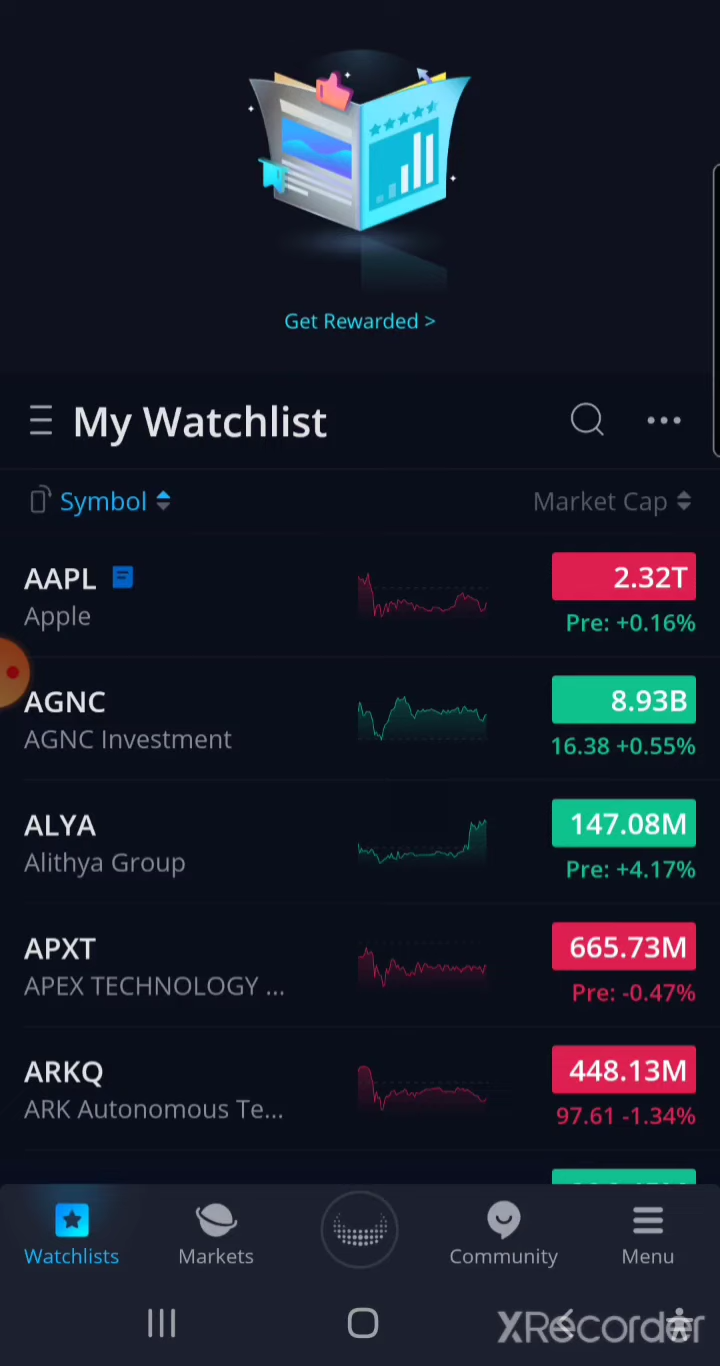 Get Rewarded >
My Watchlist
Symbol
Market Cap
AAPL
2.32T
Apple
Pre: +0.16%
AGNC
8.93B
AGNC Investment
16.38 +0.55%
ALYA
147.08M
Alithya Group
Pre: +4.17%
APXT
665.73M
APEX TECHNOLOGY ...
Pre: -0.47%
ARKQ
448.13M
ARK Autonomous Te...
97.61 -1.34%
Watchlists
Markets
Community
Menu
XRecorder